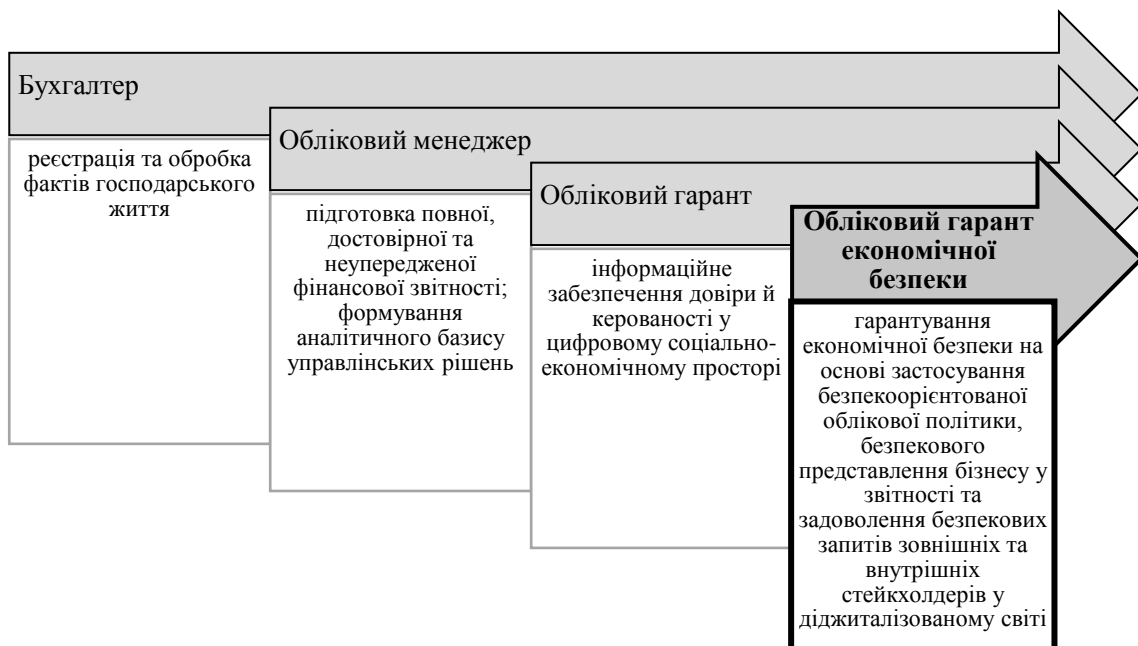 Бухгалтер
реєстрація та обробка
фактів господарського
життя
Обліковий менеджер
підготовка повної,
достовірної та
неупередженої
фінансової звітності;
формування
аналітичного базису
управлінських рішень
Обліковий гарант
інформаційне
забезпечення довіри й
керованості у
цифровому соціально-
економічному просторі
Обліковий гарант
економічної
безпеки
гарантування
економічної безпеки на
основі застосування
безпекоорієнтованої
облікової політики,
безпекового
представлення бізнесу у
звітності та
задоволення безпекових
запитів зовнішніх та
внутрішніх
стейкхолдерів у
діджиталізованому світі